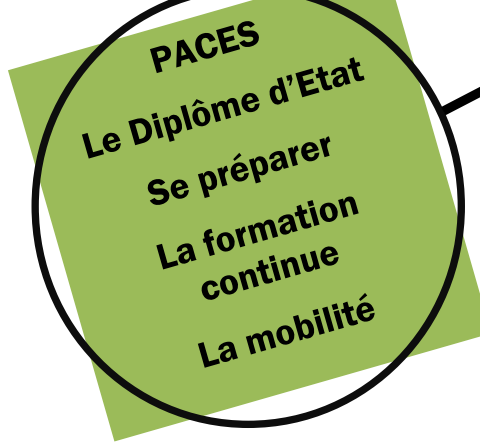 PACES
Le Diplôme d'Etat
Se préparer
La formation
continue
La mobilité